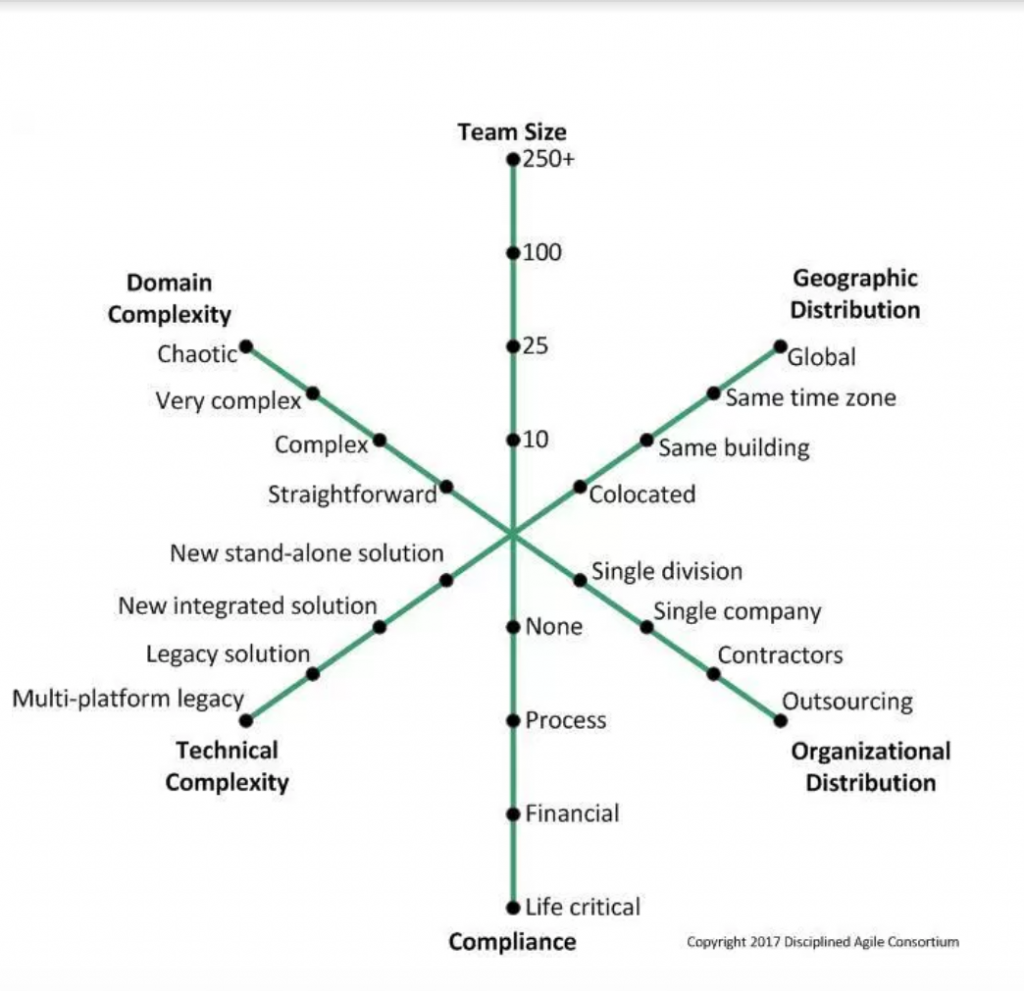 Team Size
250+
100
25
10
Domain
Complexity
Chaotic
Very complex
Complex
Straightforward
Geographic
Distribution
Global
Same time zone
Same building
Colocated
New stand-alone solution
New integrated solution
Legacy solution
Multi-platform legacy
Technical
Complexity
None
Process
Financial
Life critical
Compliance
Single division
Single company
Contractors
Outsourcing
Organizational
Distribution
Copyright 2017 Disciplined Agile Consortium